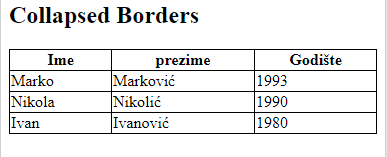 Collapsed Borders
Ime prezime Godište
Marko Marković 1993
Nikola Nikolić 1990
Ivan Ivanović 1980